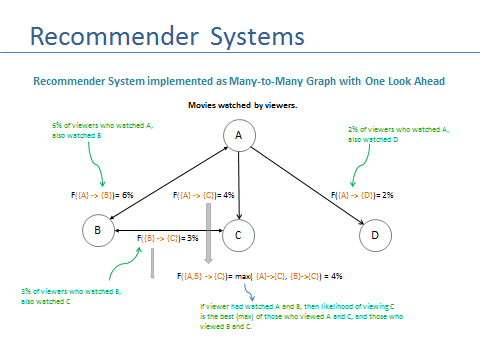 Recommender Systems
Recommender System implemented as Many-to-Many Graph with One Look Ahead
Movies watched by viewers.
6% of viewers who watched A,
also watched B
A
2% of viewers who watched A,
also watched D
F({A} -> {B})= 6%
F({A} -> {C})= 4%
F({A} -> {D})= 2%
B
F({B} -> {C})= 3%
C
D
F({A,B} -> {C})= max( {A}->{C}, {B}->{C}) = 4%
3% of viewers who watched B,
also watched C
If viewer had watched A and B, then likelihood of viewing C
is the best (max) of those who viewed A and C, and those who
viewed B and C.